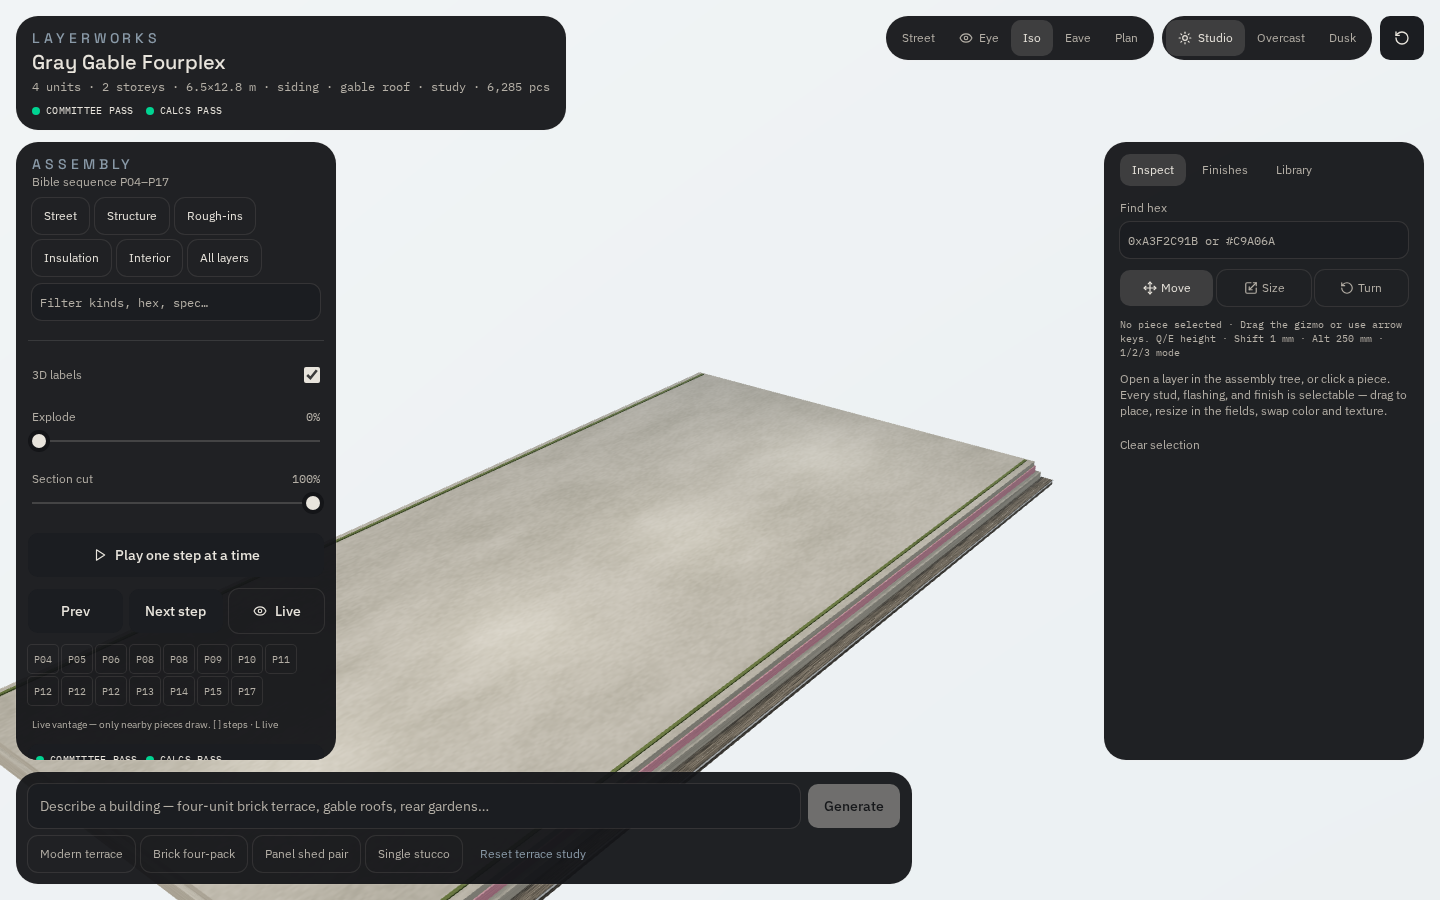 LAYERWORKS
Gray Gable Fourplex
4 units · 2 storeys · 6.5×12.8 m · siding · gable roof · study · 6,285 pcs
COMMITTEE PASS CALCS PASS
Street Eye Iso Eave Plan
Studio Overcast Dusk
ASSEMBLY
Bible sequence P04–P17
Street Structure Rough-ins
Insulation Interior All layers
Filter kinds, hex, spec…
3D labels
Explode 0%
Section cut 100%
Play one step at a time
Prev Next step Live
P04 P05 P06 P08 P08 P09 P10 P11
P12 P12 P12 P13 P14 P15 P17
Live vantage — only nearby pieces draw. [ ] steps · L live
COMMITTEE PASS CALCS PASS
Inspect Finishes Library
Find hex
0xA3F2C91B or #C9A06A
Move Size Turn
No piece selected · Drag the gizmo or use arrow
keys. Q/E height · Shift 1 mm · Alt 250 mm ·
1/2/3 mode
Open a layer in the assembly tree, or click a piece.
Every stud, flashing, and finish is selectable — drag to
place, resize in the fields, swap color and texture.
Clear selection
Describe a building — four-unit brick terrace, gable roofs, rear gardens…
Generate
Modern terrace Brick four-pack Panel shed pair Single stucco Reset terrace study